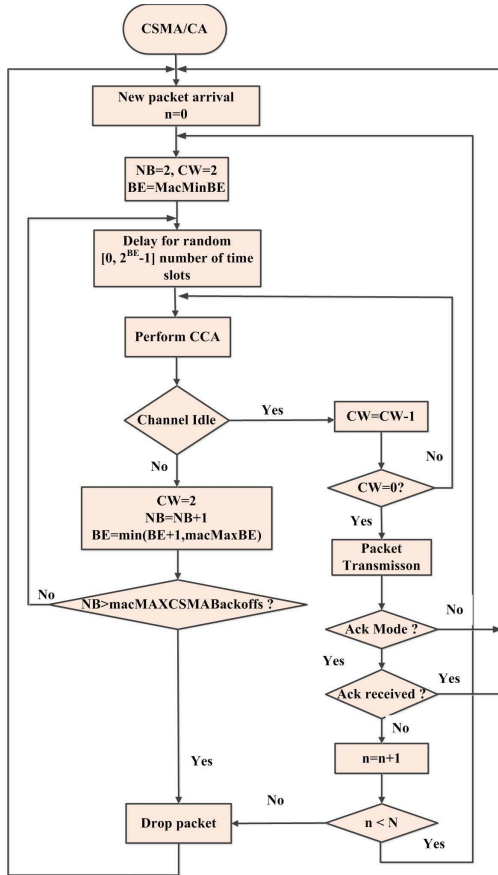 CSMA/CA
New packet arrival
n=0
NB=2, CW=2
BE=MacMinBE
Delay for random
[0, 2^BE-1] number of time
slots
Perform CCA
Channel Idle
Yes
CW=CW-1
No
No
CW=2
NB=NB+1
BE=min(BE+1,macMaxBE)
CW=0?
Yes
Packet
Transmisson
No
NB>macMAXCSMABackoffs ?
Ack Mode ?
No
Yes
Yes
Ack received ?
No
n=n+1
Yes
Drop packet
No
n < N
Yes